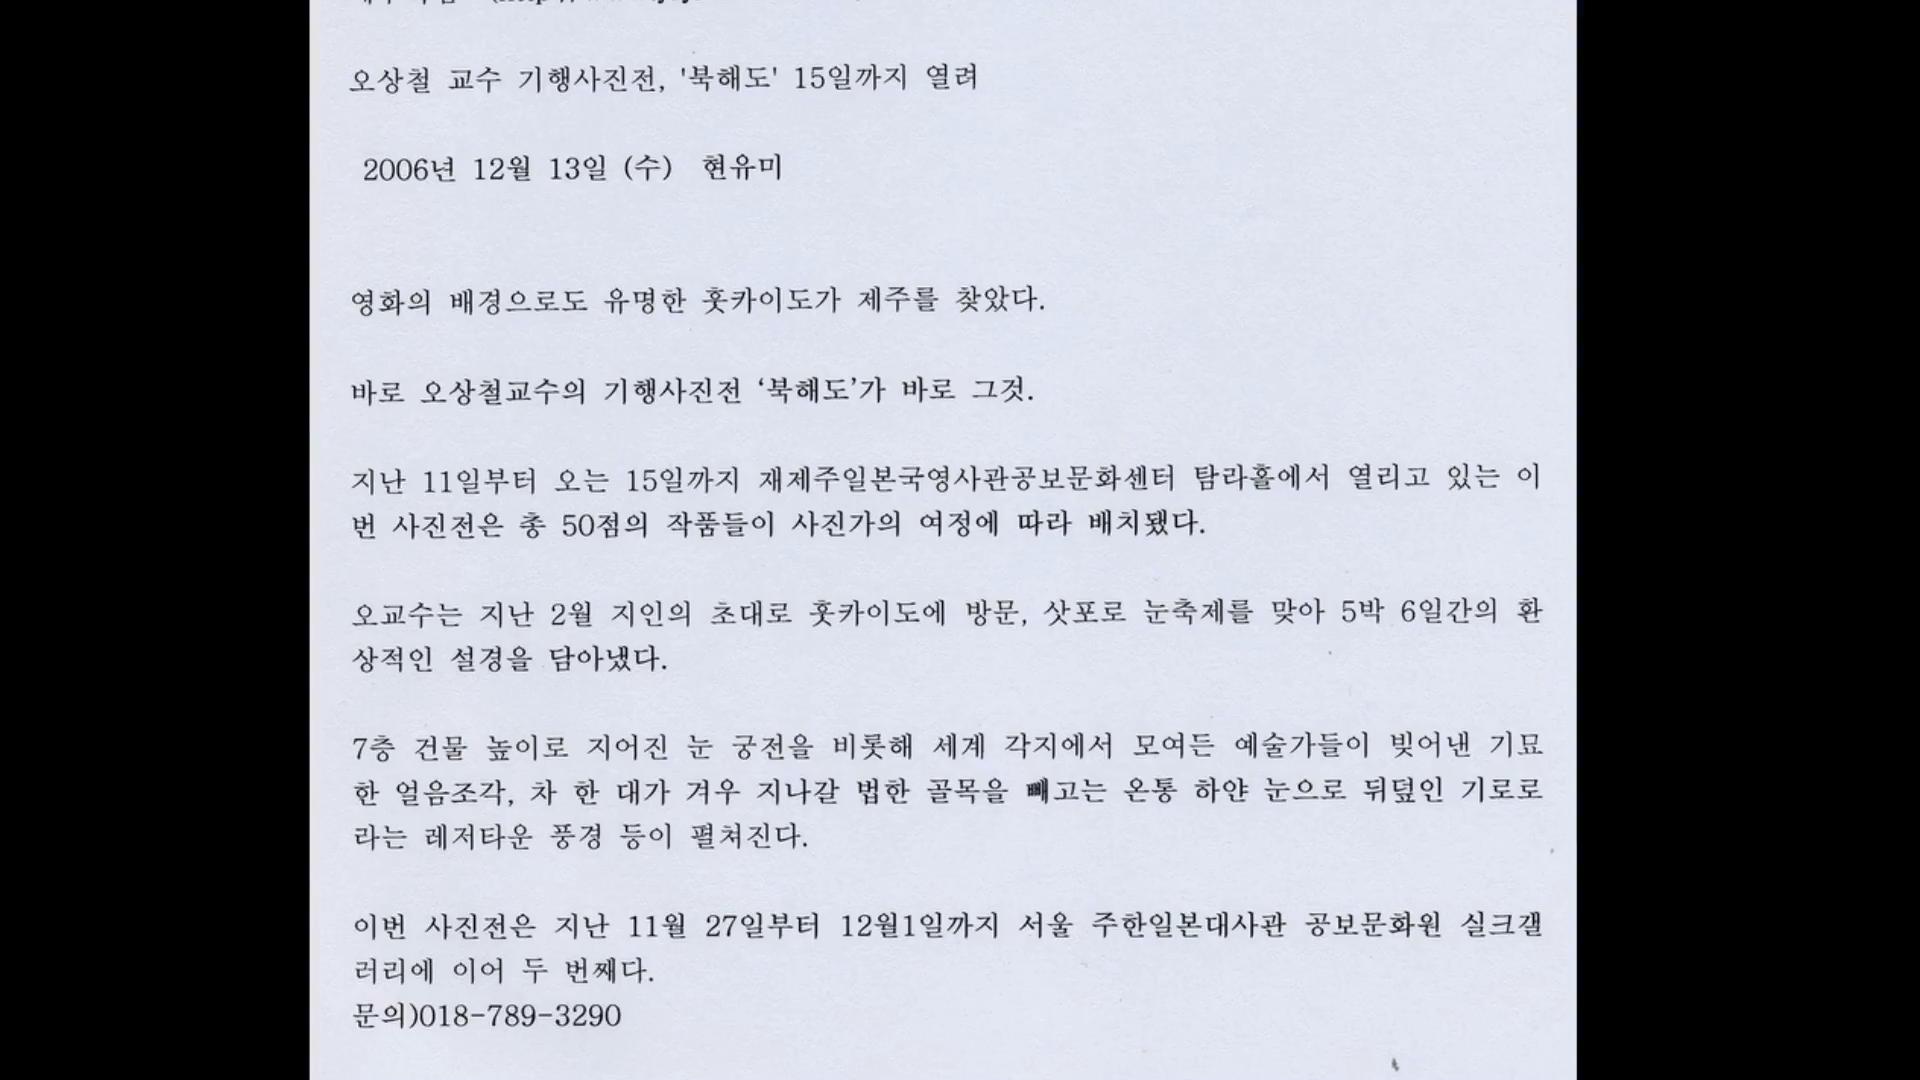 오상철 교수 기행사진전, '북해도' 15일까지 열려
2006년 12월 13일 (수) 현유미
영화의 배경으로도 유명한 홋카이도가 제주를 찾았다.
바로 오상철교수의 기행사진전 ‘북해도’가 바로 그것.
지난 11일부터 오는 15일까지 재제주일본국영사관공보문화센터 탐라홀에서 열리고 있는 이
번 사진전은 총 50점의 작품들이 사진가의 여정에 따라 배치됐다.
오교수는 지난 2월 지인의 초대로 홋카이도에 방문, 삿포로 눈축제를 맞아 5박 6일간의 환
상적인 설경을 담아냈다.
7층 건물 높이로 지어진 눈 궁전을 비롯해 세계 각지에서 모여든 예술가들이 빚어낸 기묘
한 얼음조각, 차 한 대가 겨우 지나갈 법한 골목을 빼고는 온통 하얀 눈으로 뒤덮인 기로로
라는 레저타운 풍경 등이 펼쳐진다.
이번 사진전은 지난 11월 27일부터 12월1일까지 서울 주한일본대사관 공보문화원 실크갤
러리에 이어 두 번째다.
문의)018-789-3290